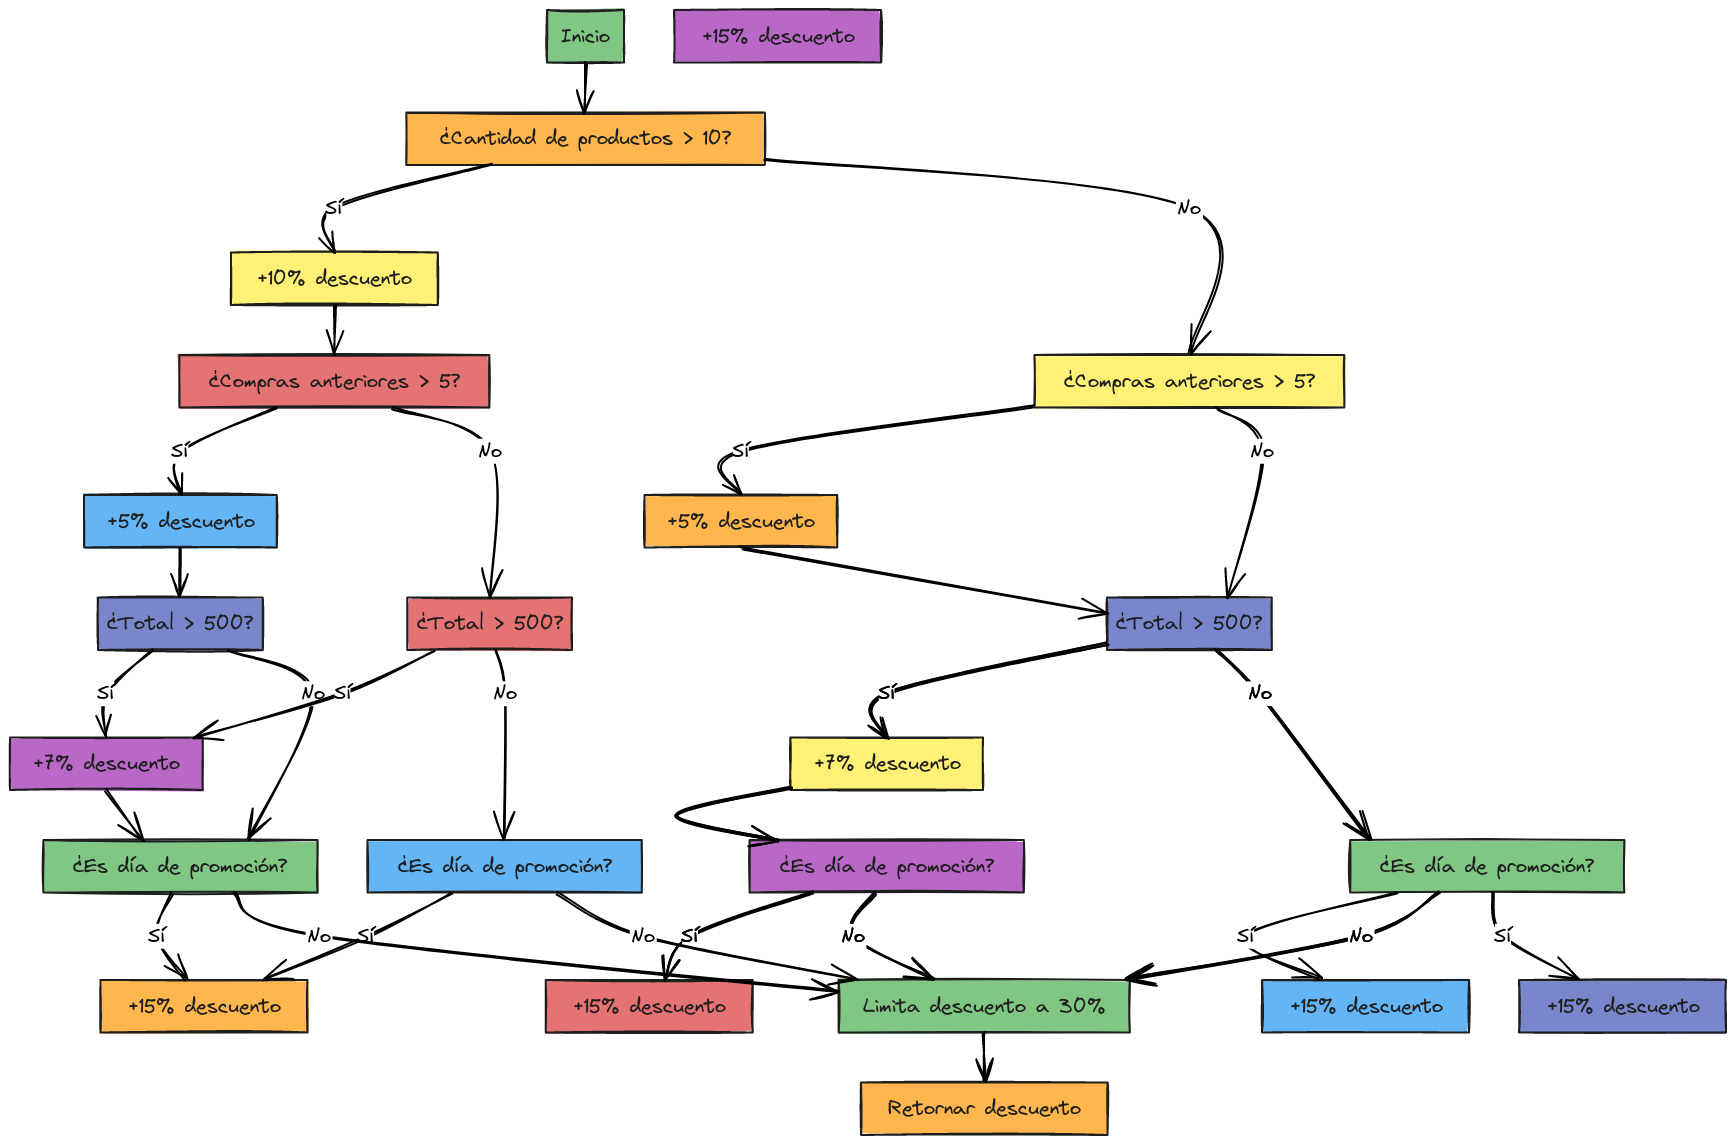 Inicio
+15% descuento
¿Cantidad de productos > 10?
Sí
No
+10% descuento
¿Compras anteriores > 5?
¿Compras anteriores > 5?
Sí
No
Sí
No
+5% descuento
+5% descuento
¿Total > 500?
¿Total > 500?
¿Total > 500?
Sí
No
Sí
No
Sí
No
+7% descuento
+7% descuento
¿Es día de promoción?
¿Es día de promoción?
¿Es día de promoción?
¿Es día de promoción?
Sí
No
Sí
No
Sí
No
Sí
No
Sí
+15% descuento
+15% descuento
Limita descuento a 30%
+15% descuento
+15% descuento
Retornar descuento